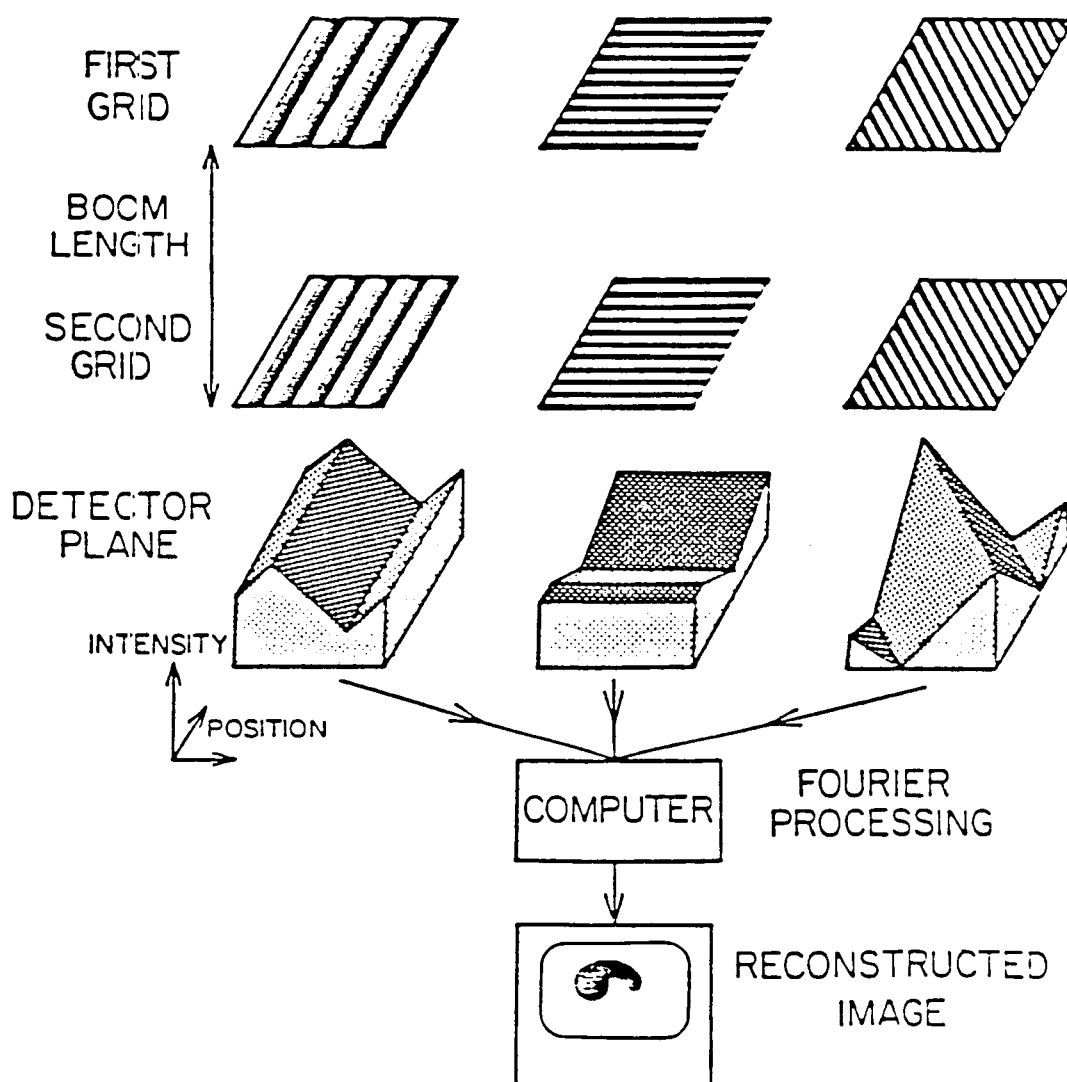 FIRST
GRID
BOCM
LENGTH
SECOND
GRID
DETECTOR
PLANE
INTENSITY
POSITION
COMPUTER
FOURIER
PROCESSING
RECONSTRUCTED
IMAGE